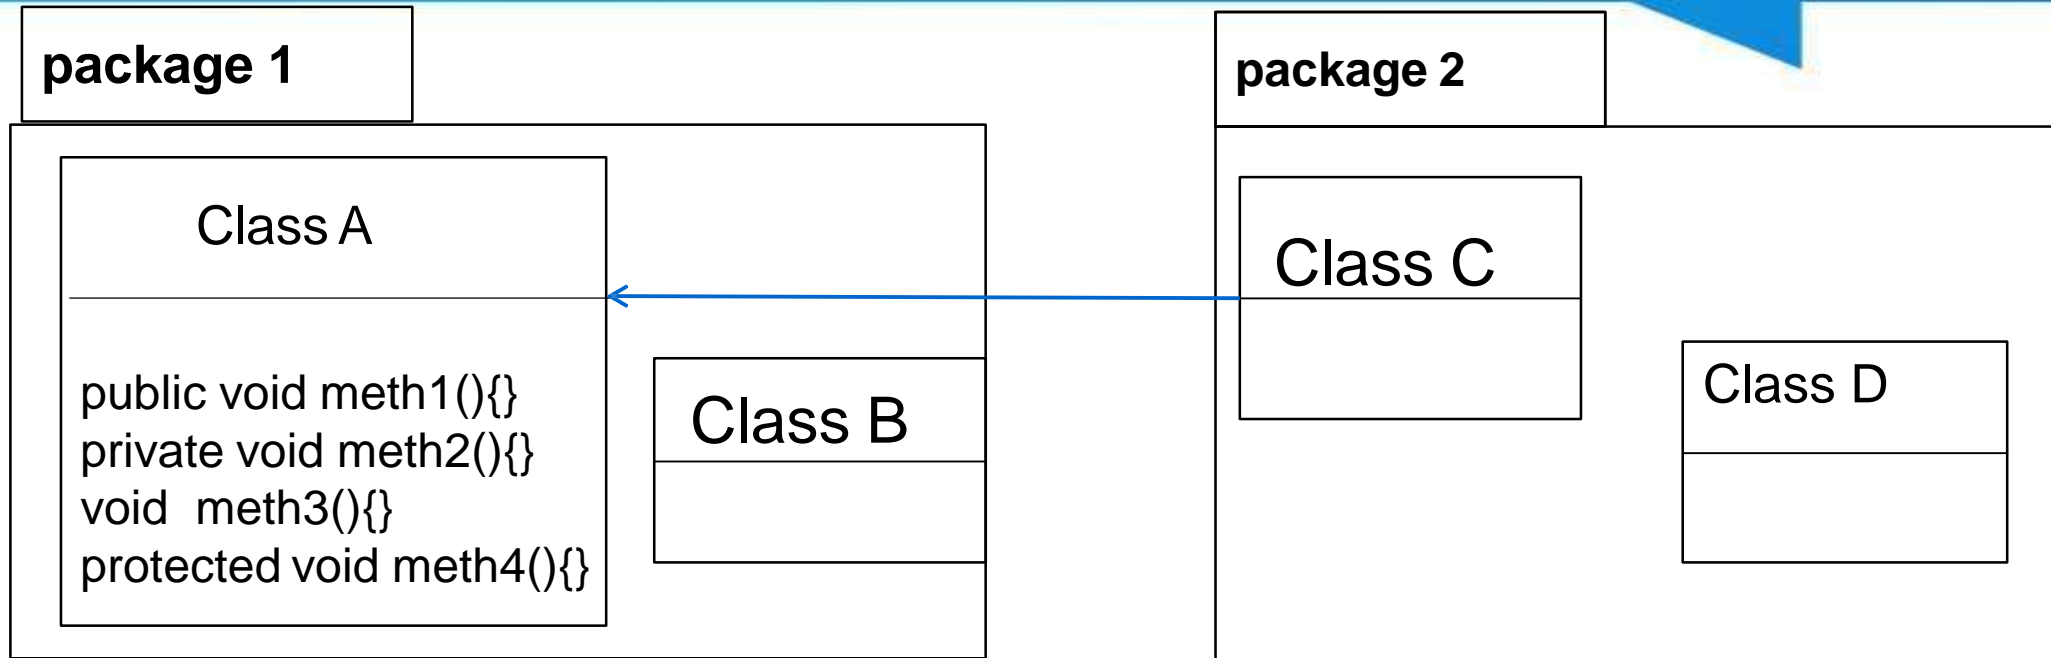 package 1
package 2
Class A
public void meth1(){}
private void meth2(){}
void meth3(){}
protected void meth4(){}
Class B
Class C
Class D